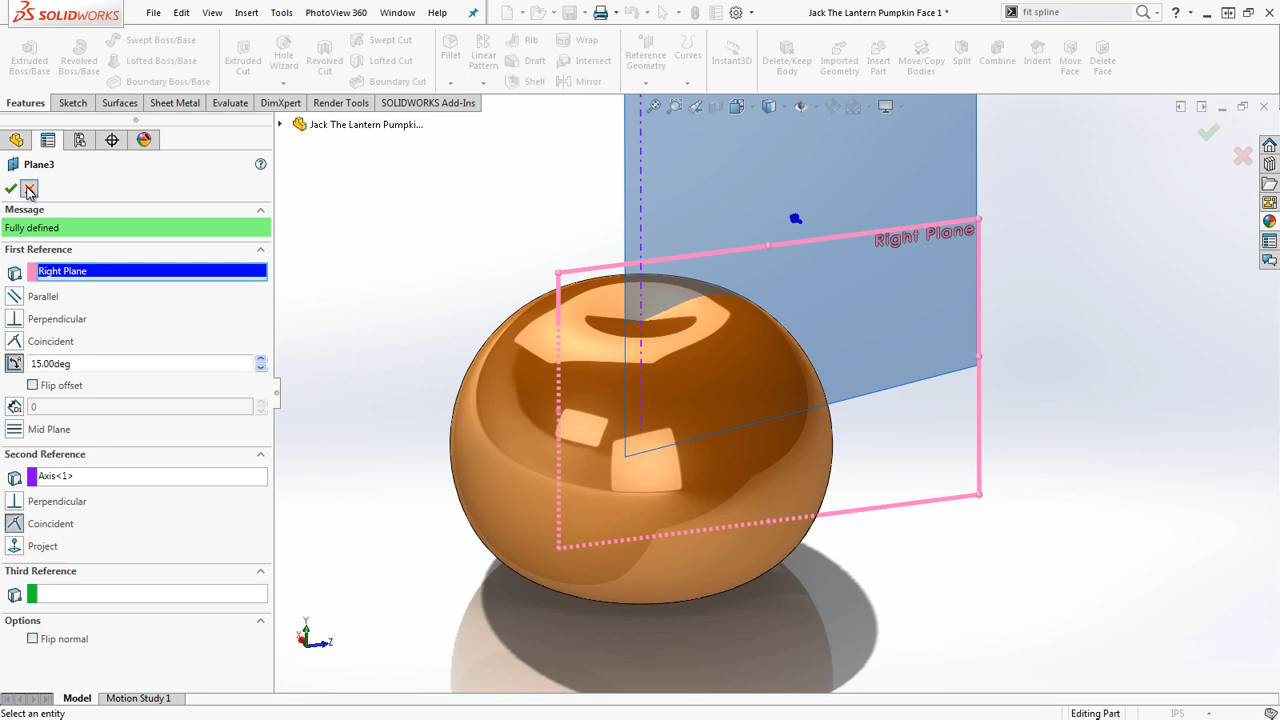 SOLIDWORKS File Edit View Insert Tools PhotoView 360 Window Help Jack The Lantern Pumpkin Face 1 * fit spline
Extruded Boss/Base Revolved Boss/Base Swept Boss/Base Lofted Boss/Base Boundary Boss/Base Extruded Cut Hole Wizard Revolved Cut Swept Cut Lofted Cut Boundary Cut Fillet Linear Pattern Rib Draft Shell Wrap Intersect Mirror Reference Geometry Curves Instant3D Delete/Keep Body Imported Geometry Insert Part Move/Copy Bodies Split Combine Indent Move Face Delete Face
Features Sketch Surfaces Sheet Metal Evaluate DimXpert Render Tools SOLIDWORKS Add-Ins
Jack The Lantern Pumpki...
Plane3
Message
Fully defined
First Reference
Right Plane
Parallel
Perpendicular
Coincident
15.00deg
Flip offset
0
Mid Plane
Second Reference
Axis<1>
Perpendicular
Coincident
Project
Third Reference
Options
Flip normal
Right Plane
Y
X
Z
Model Motion Study 1
Select an entity Editing Part IPS